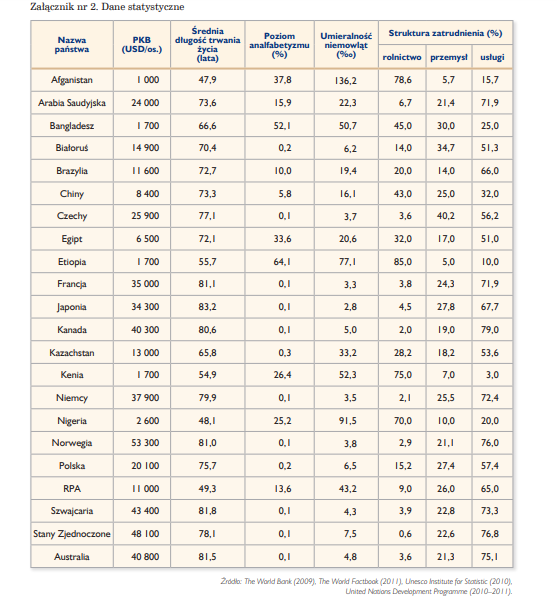 Załącznik nr 2. Dane statystyczne
Nazwa państwa | PKB (USD/os.) | Średnia długość trwania życia (lata) | Poziom analfabetyzmu (%) | Umieralność niemowląt (‰) | Struktura zatrudnienia (%)
rolnictwo | przemysł | usługi
Afganistan 1 000 47,9 37,8 136,2 78,6 5,7 15,7
Arabia Saudyjska 24 000 73,6 15,9 22,3 6,7 21,4 71,9
Bangladesz 1 700 66,6 52,1 50,7 45,0 30,0 25,0
Białoruś 14 900 70,4 0,2 6,2 14,0 34,7 51,3
Brazylia 11 600 72,7 10,0 19,4 20,0 14,0 66,0
Chiny 8 400 73,3 5,8 16,1 43,0 25,0 32,0
Czechy 25 900 77,1 0,1 3,7 3,6 40,2 56,2
Egipt 6 500 72,1 33,6 20,6 32,0 17,0 51,0
Etiopia 1 700 55,7 64,1 77,1 85,0 5,0 10,0
Francja 35 000 81,1 0,1 3,3 3,8 24,3 71,9
Japonia 34 300 83,2 0,1 2,8 4,5 27,8 67,7
Kanada 40 300 80,6 0,1 5,0 2,0 19,0 79,0
Kazachstan 13 000 65,8 0,3 33,2 28,2 18,2 53,6
Kenia 1 700 54,9 26,4 52,3 75,0 7,0 3,0
Niemcy 37 900 79,9 0,1 3,5 2,1 25,5 72,4
Nigeria 2 600 48,1 25,2 91,5 70,0 10,0 20,0
Norwegia 53 300 81,0 0,1 3,8 2,9 21,1 76,0
Polska 20 100 75,7 0,2 6,5 15,2 27,4 57,4
RPA 11 000 49,3 13,6 43,2 9,0 26,0 65,0
Szwajcaria 43 400 81,8 0,1 4,3 3,9 22,8 73,3
Stany Zjednoczone 48 100 78,1 0,1 7,5 0,6 22,6 76,8
Australia 40 800 81,5 0,1 4,8 3,6 21,3 75,1
Źródło: The World Bank (2009), The World Factbook (2011), Unesco Institute for Statistic (2010),
United Nations Development Programme (2010–2011).